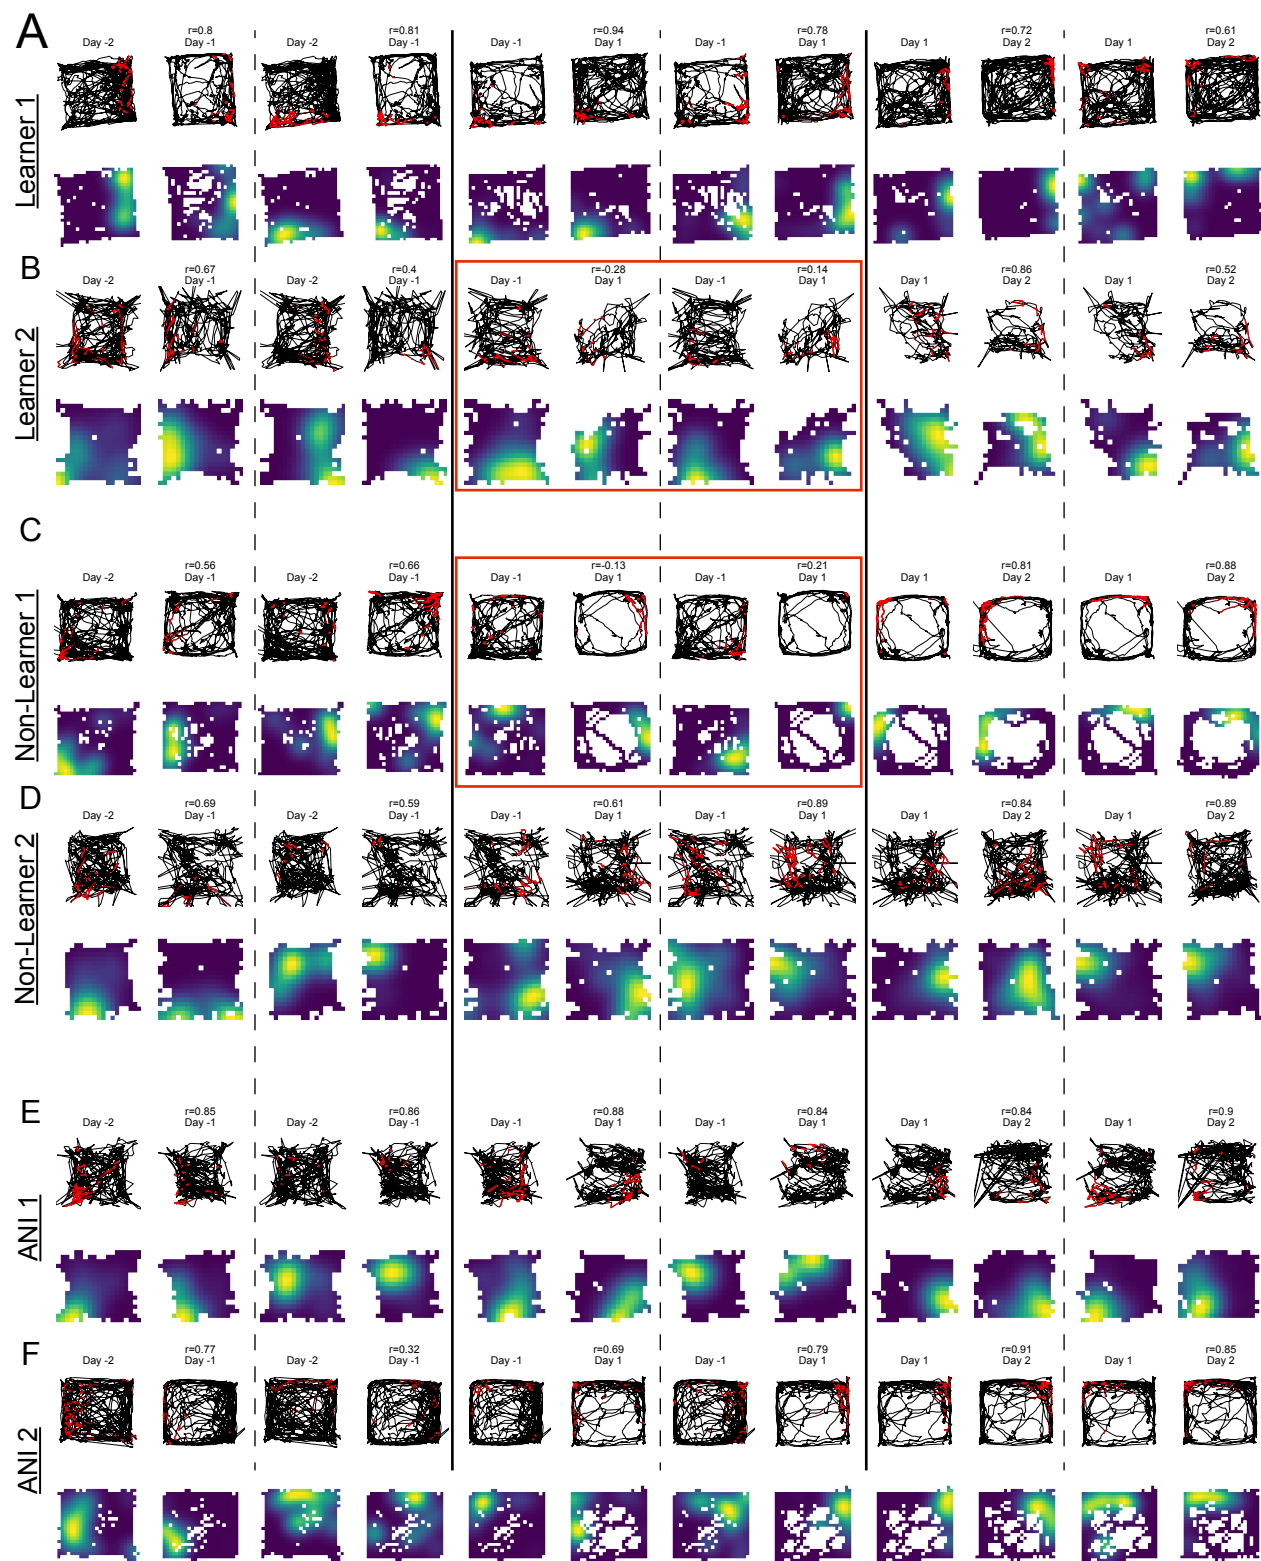 A
r=0.8 r=0.81 r=0.94 r=0.78 r=0.72 r=0.61
Day -2 Day -1 Day -2 Day -1 Day -1 Day 1 Day -1 Day 1 Day 1 Day 2 Day 1 Day 2
Learner 1
B
r=0.67 r=0.4 r=-0.28 r=0.14 r=0.86 r=0.52
Day -2 Day -1 Day -2 Day -1 Day -1 Day 1 Day -1 Day 1 Day 1 Day 2 Day 1 Day 2
Learner 2
C
r=0.56 r=0.66 r=-0.13 r=0.21 r=0.81 r=0.88
Day -2 Day -1 Day -2 Day -1 Day -1 Day 1 Day -1 Day 1 Day 1 Day 2 Day 1 Day 2
Non-Learner 1
D
r=0.69 r=0.59 r=0.61 r=0.89 r=0.84 r=0.89
Day -2 Day -1 Day -2 Day -1 Day -1 Day 1 Day -1 Day 1 Day 1 Day 2 Day 1 Day 2
Non-Learner 2
E
r=0.85 r=0.86 r=0.88 r=0.84 r=0.84 r=0.9
Day -2 Day -1 Day -2 Day -1 Day -1 Day 1 Day -1 Day 1 Day 1 Day 2 Day 1 Day 2
ANI 1
F
r=0.77 r=0.32 r=0.69 r=0.79 r=0.91 r=0.85
Day -2 Day -1 Day -2 Day -1 Day -1 Day 1 Day -1 Day 1 Day 1 Day 2 Day 1 Day 2
ANI 2